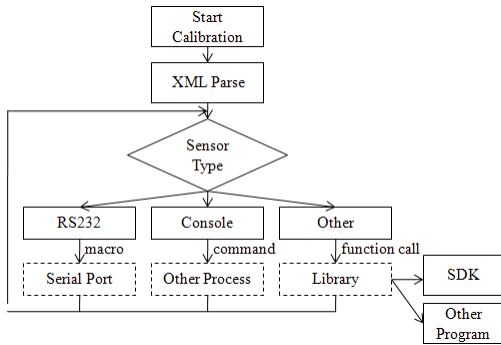 Start
Calibration
XML Parse
Sensor
Type
RS232
Console
Other
macro
command
function call
Serial Port
Other Process
Library
SDK
Other
Program